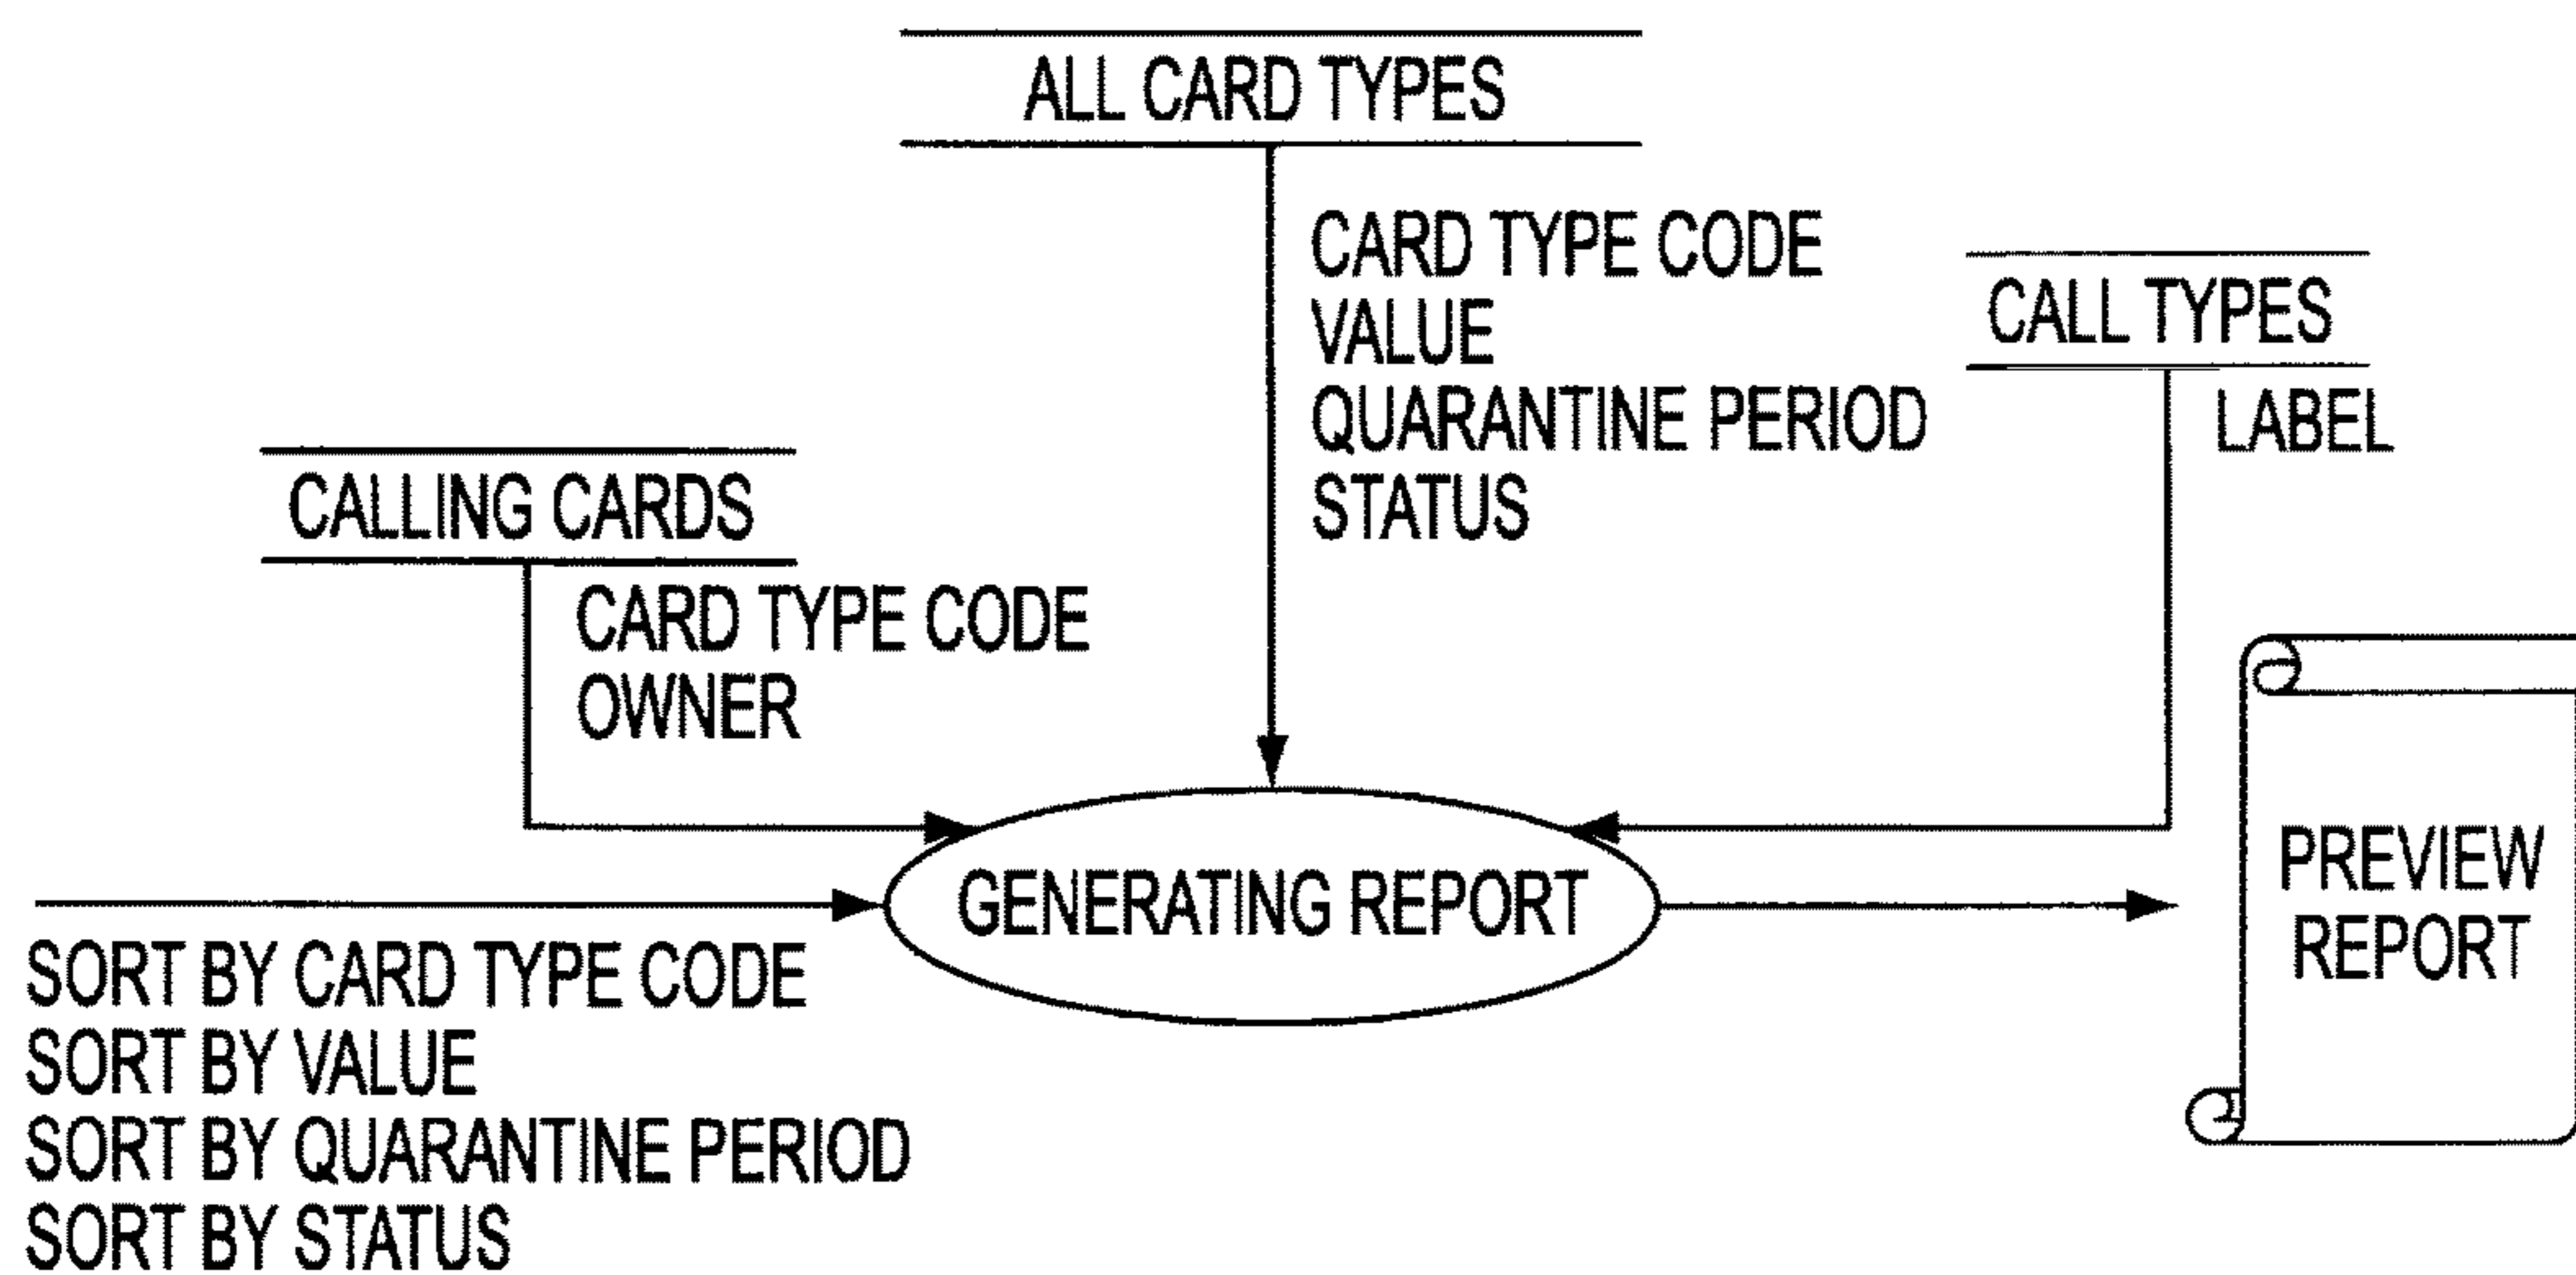 ALL CARD TYPES
CARD TYPE CODE
VALUE
QUARANTINE PERIOD
STATUS
CALL TYPES
LABEL
CALLING CARDS
CARD TYPE CODE
OWNER
GENERATING REPORT
PREVIEW
REPORT
SORT BY CARD TYPE CODE
SORT BY VALUE
SORT BY QUARANTINE PERIOD
SORT BY STATUS